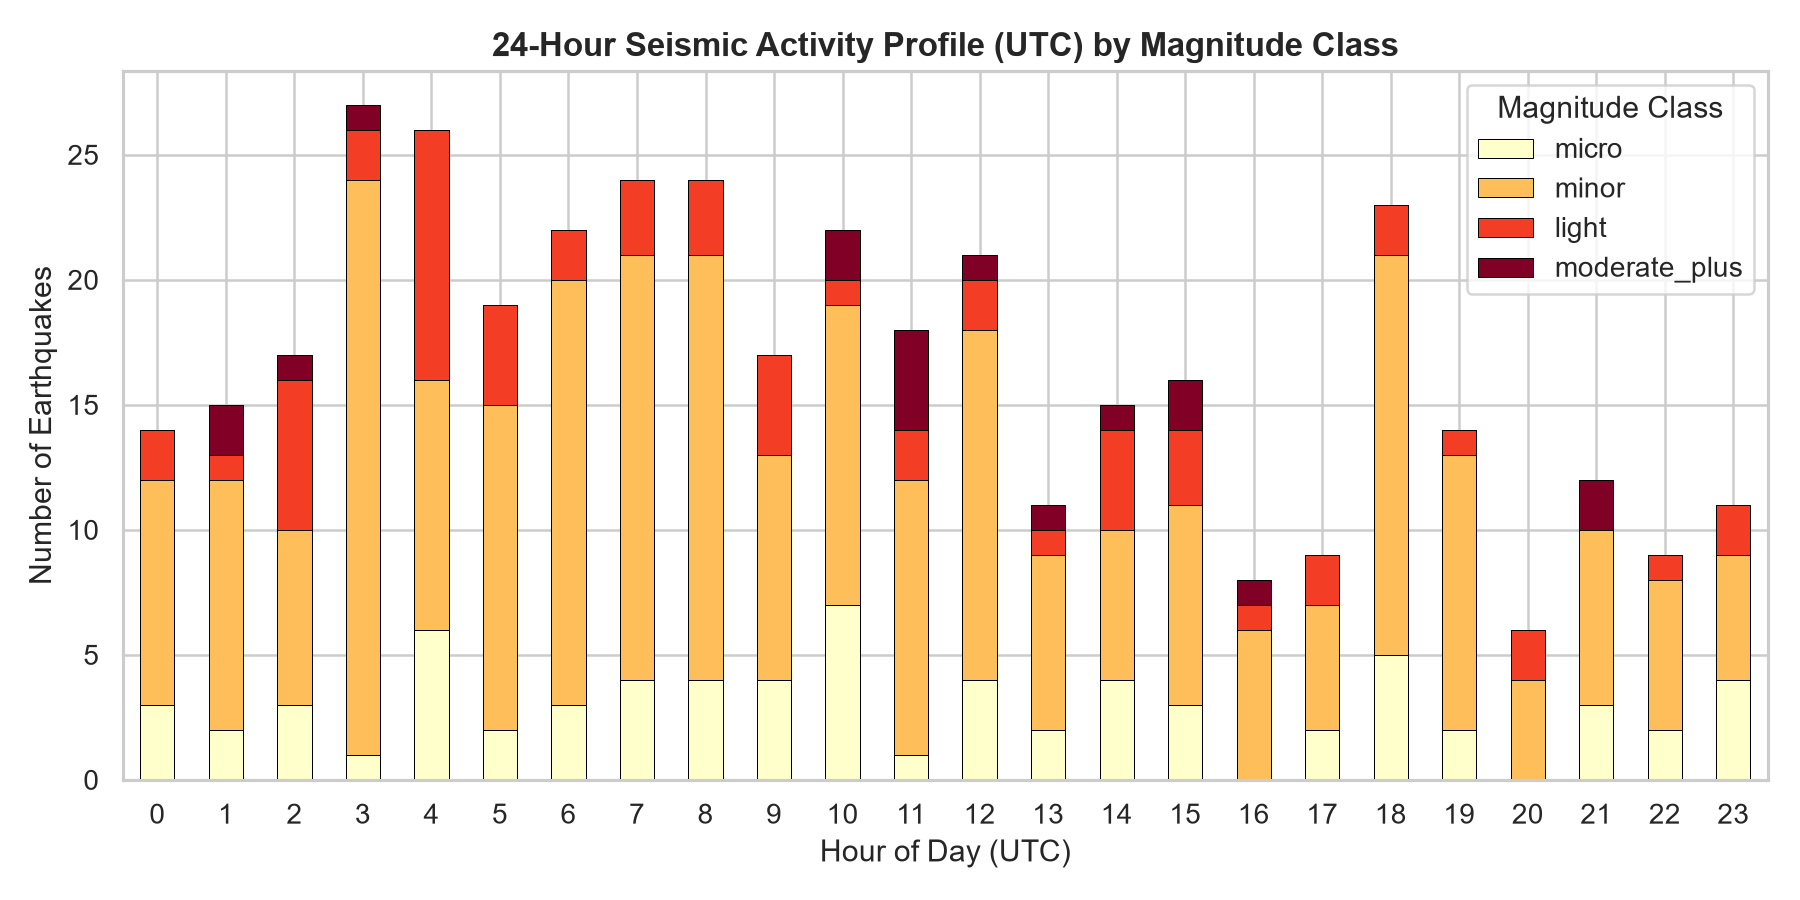 24-Hour Seismic Activity Profile (UTC) by Magnitude Class
Magnitude Class
micro
minor
light
moderate_plus
Number of Earthquakes
25
20
15
10
5
0
0 1 2 3 4 5 6 7 8 9 10 11 12 13 14 15 16 17 18 19 20 21 22 23
Hour of Day (UTC)